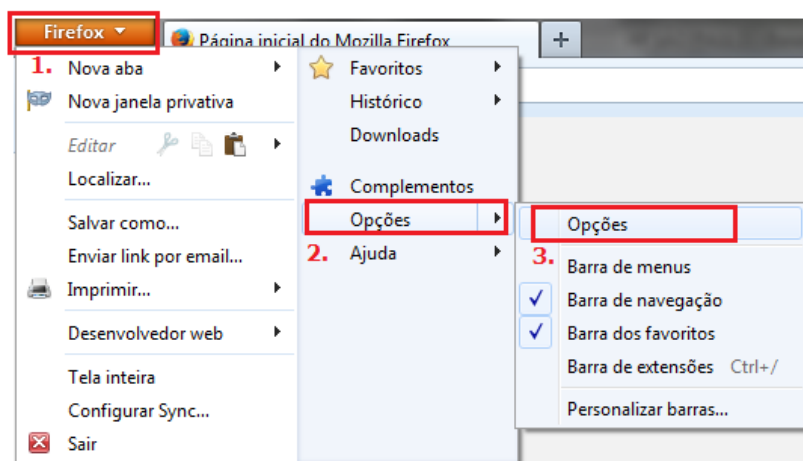 Firefox
Página inicial do Mozilla Firefox
1.
Nova aba
Nova janela privativa
Editar
Localizar...
Salvar como...
Enviar link por email...
Imprimir...
Desenvolvedor web
Tela inteira
Configurar Sync...
Sair
Favoritos
Histórico
Downloads
Complementos
Opções
2.
Ajuda
Opções
3.
Barra de menus
Barra de navegação
Barra dos favoritos
Barra de extensões Ctrl+/
Personalizar barras...